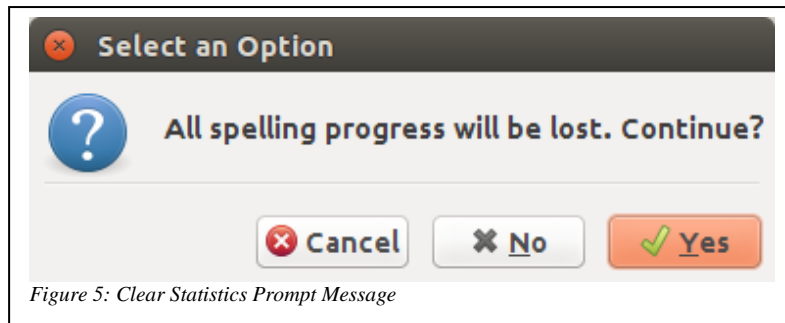 Select an Option
All spelling progress will be lost. Continue?
Cancel No Yes
Figure 5: Clear Statistics Prompt Message